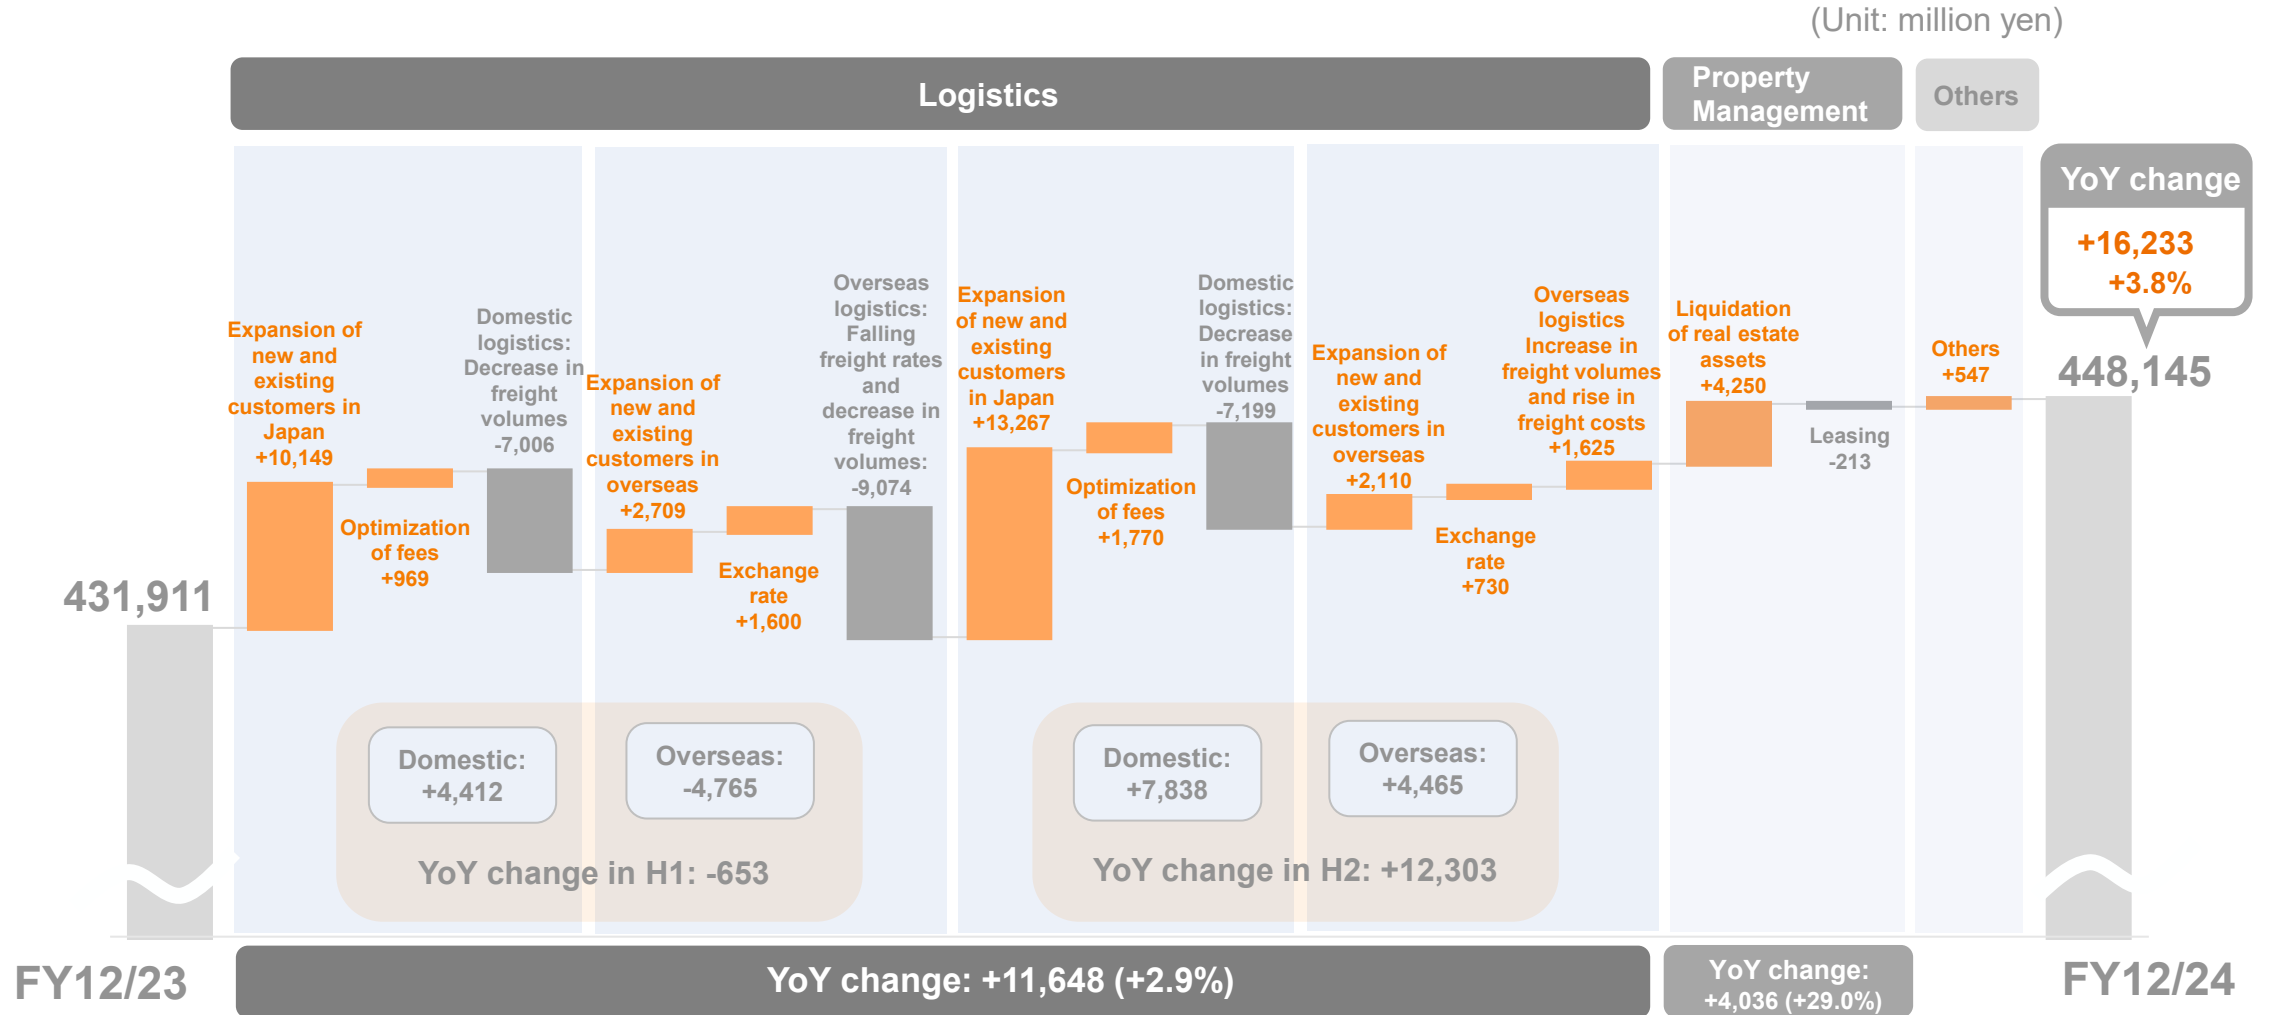 (Unit: million yen)
Logistics
Property
Management
Others
431,911
Expansion of
new and
existing
customers in
Japan
+10,149
Optimization
of fees
+969
Domestic
logistics:
Decrease in
freight
volumes
-7,006
Expansion of
new and
existing
customers in
overseas
+2,709
Exchange
rate
+1,600
Overseas
logistics:
Falling
freight rates
and
decrease in
freight
volumes:
-9,074
Expansion
of new and
existing
customers
in Japan
+13,267
Optimization
of fees
+1,770
Domestic
logistics:
Decrease
in freight
volumes
-7,199
Expansion of
new and
existing
customers in
overseas
+2,110
Exchange
rate
+730
Overseas
logistics
Increase in
freight volumes
and rise in
freight costs
+1,625
Liquidation
of real estate
assets
+4,250
Leasing
-213
Others
+547
YoY change
+16,233
+3.8%
448,145
Domestic:
+4,412
Overseas:
-4,765
YoY change in H1: -653
Domestic:
+7,838
Overseas:
+4,465
YoY change in H2: +12,303
FY12/23
YoY change: +11,648 (+2.9%)
YoY change:
+4,036 (+29.0%)
FY12/24